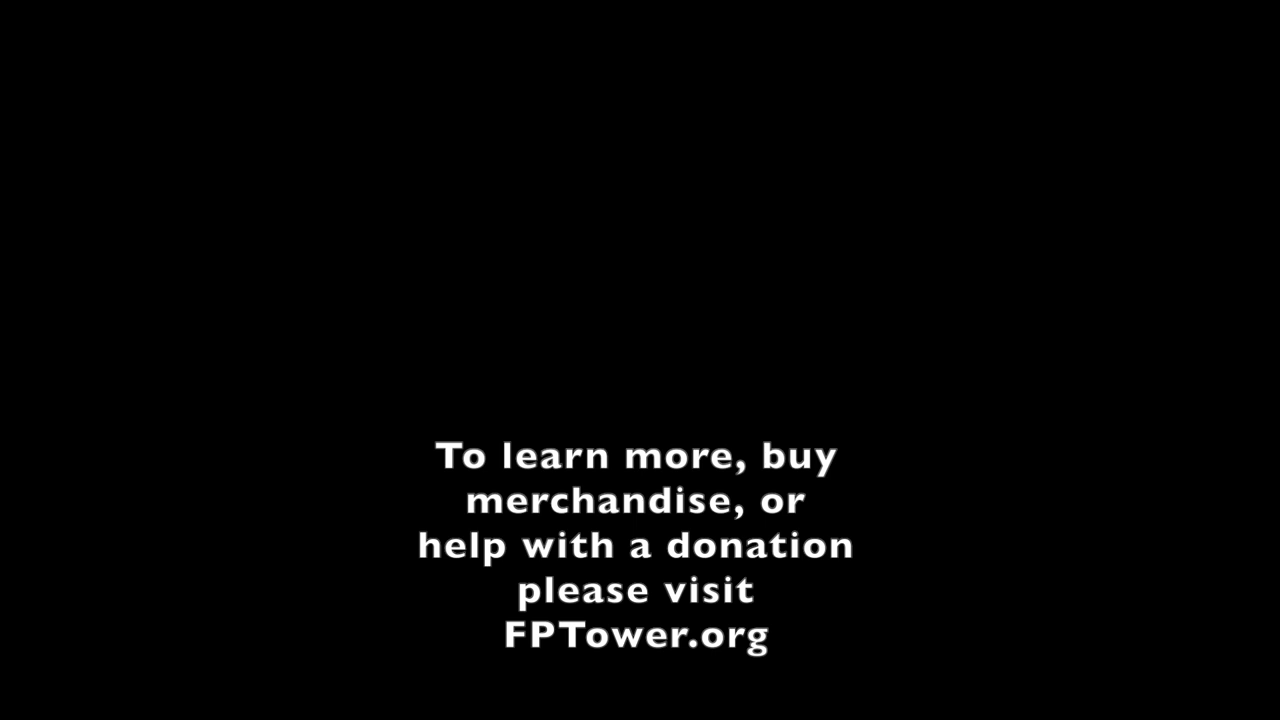 To learn more, buy
merchandise, or
help with a donation
please visit
FPTower.org